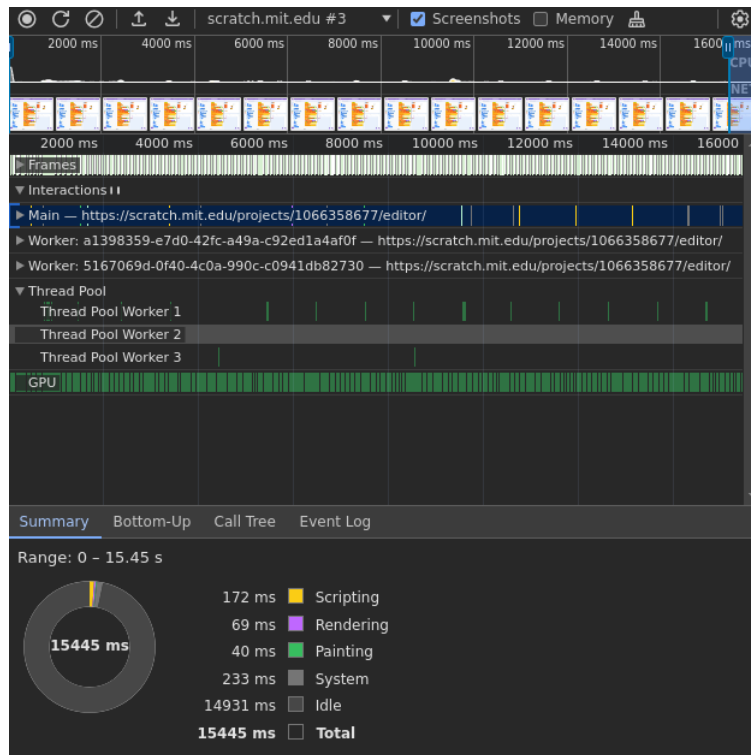 scratch.mit.edu #3 Screenshots Memory
2000 ms 4000 ms 6000 ms 8000 ms 10000 ms 12000 ms 14000 ms 1600 ms
CPU
NET
2000 ms 4000 ms 6000 ms 8000 ms 10000 ms 12000 ms 14000 ms 16000
Frames
Interactions
Main — https://scratch.mit.edu/projects/1066358677/editor/
Worker: a1398359-e7d0-42fc-a49a-c92ed1a4af0f — https://scratch.mit.edu/projects/1066358677/editor/
Worker: 5167069d-0f40-4c0a-990c-c0941db82730 — https://scratch.mit.edu/projects/1066358677/editor/
Thread Pool
Thread Pool Worker 1
Thread Pool Worker 2
Thread Pool Worker 3
GPU
Summary Bottom-Up Call Tree Event Log
Range: 0 – 15.45 s
172 ms Scripting
69 ms Rendering
15445 ms
40 ms Painting
233 ms System
14931 ms Idle
15445 ms Total